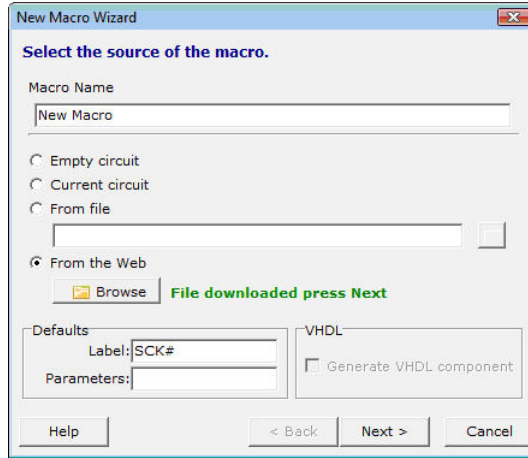 New Macro Wizard
Select the source of the macro.
Macro Name
New Macro
Empty circuit
Current circuit
From file
From the Web
Browse File downloaded press Next
Defaults VHDL
Label: SCK#
Generate VHDL component
Parameters:
Help < Back Next > Cancel